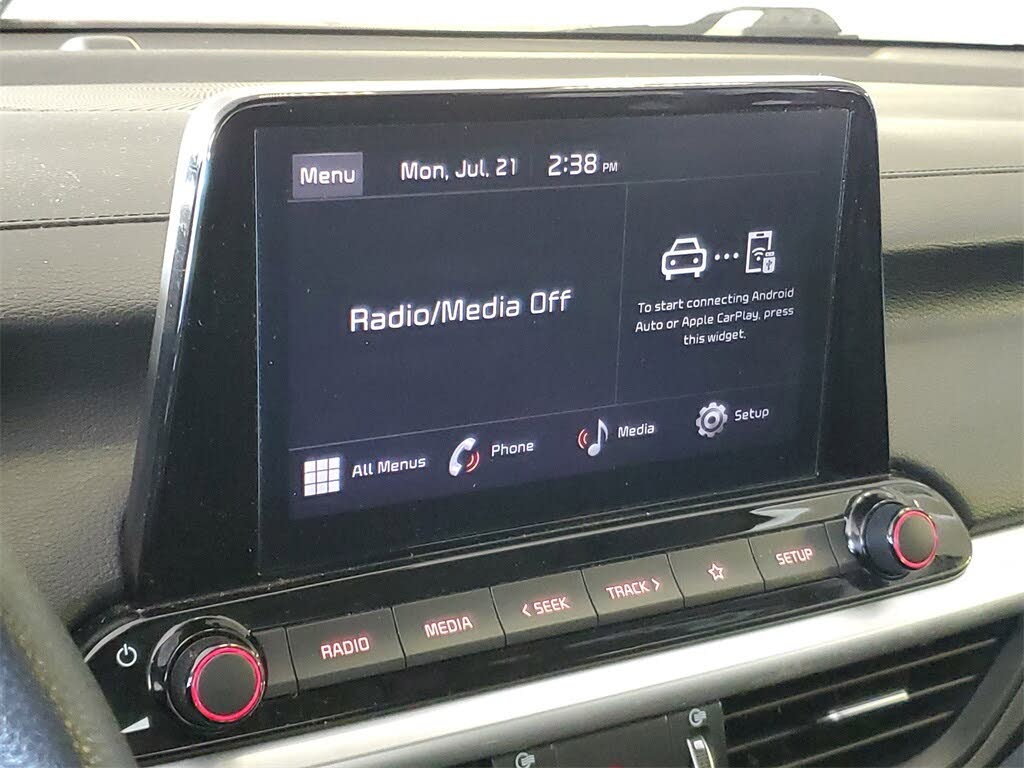 Menu Mon, Jul. 21 2:38 PM
Radio/Media Off
To start connecting Android
Auto or Apple CarPlay, press
this widget.
All Menus Phone Media Setup
RADIO MEDIA < SEEK TRACK > SETUP